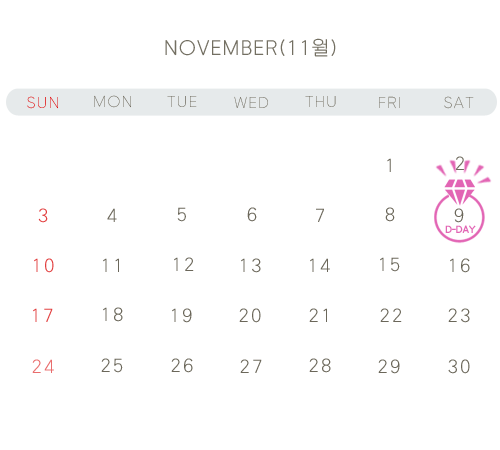 NOVEMBER(11월)
SUN MON TUE WED THU FRI SAT
1 2
3 4 5 6 7 8 9
D-DAY
10 11 12 13 14 15 16
17 18 19 20 21 22 23
24 25 26 27 28 29 30